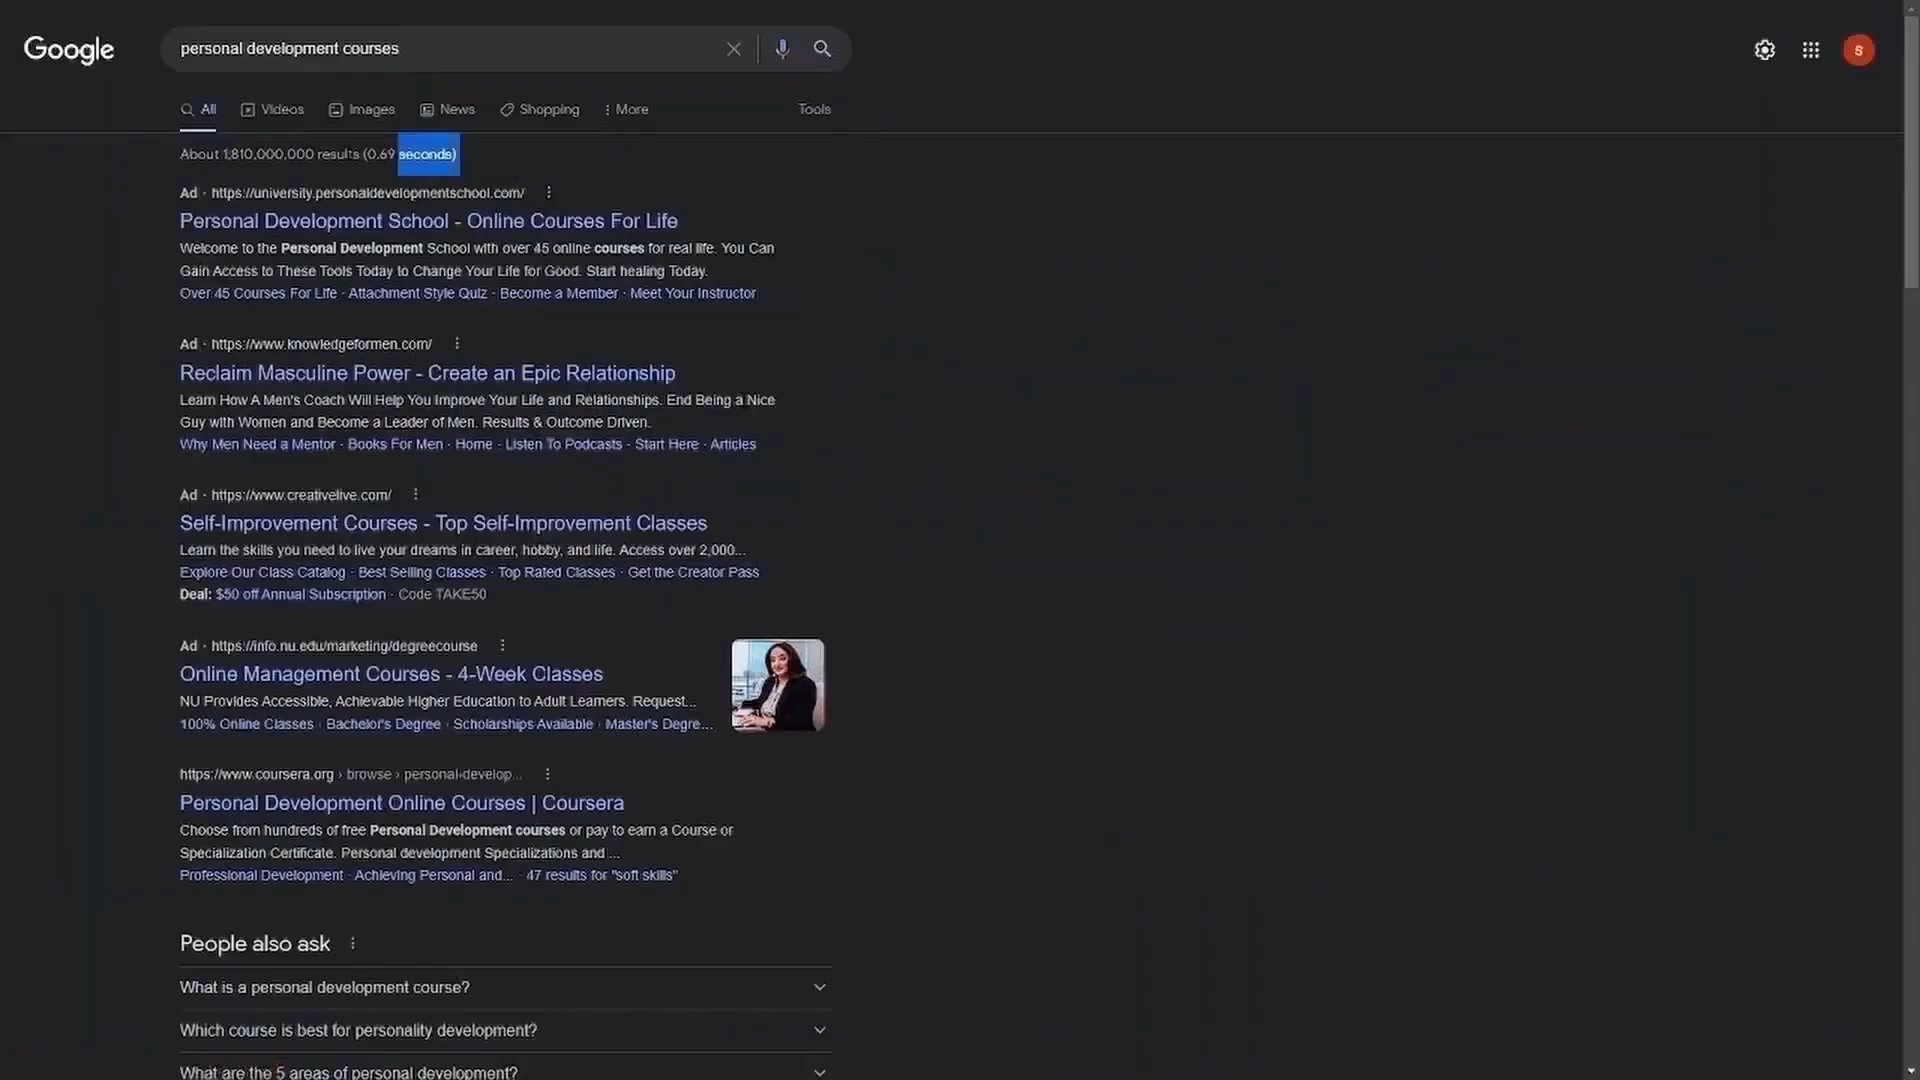 Google
personal development courses
All Videos Images News Shopping More Tools
About 1,810,000,000 results (0.69 seconds)
S
Ad · https://university.personaldevelopmentschool.com/
Personal Development School - Online Courses For Life
Welcome to the Personal Development School with over 45 online courses for real life. You Can
Gain Access to These Tools Today to Change Your Life for Good. Start healing Today.
Over 45 Courses For Life · Attachment Style Quiz · Become a Member · Meet Your Instructor
Ad · https://www.knowledgeformen.com/
Reclaim Masculine Power - Create an Epic Relationship
Learn How A Men's Coach Will Help You Improve Your Life and Relationships. End Being a Nice
Guy with Women and Become a Leader of Men. Results & Outcome Driven.
Why Men Need a Mentor · Books For Men · Home · Listen To Podcasts · Start Here · Articles
Ad · https://www.creativelive.com/
Self-Improvement Courses - Top Self-Improvement Classes
Learn the skills you need to live your dreams in career, hobby, and life. Access over 2,000...
Explore Our Class Catalog · Best Selling Classes · Top Rated Classes · Get the Creator Pass
Deal: $50 off Annual Subscription · Code TAKE50
Ad · https://info.nu.edu/marketing/degreecourse
Online Management Courses - 4-Week Classes
NU Provides Accessible, Achievable Higher Education to Adult Learners. Request...
100% Online Classes · Bachelor's Degree · Scholarships Available · Master's Degre...
https://www.coursera.org › browse › personal-develop...
Personal Development Online Courses | Coursera
Choose from hundreds of free Personal Development courses or pay to earn a Course or
Specialization Certificate. Personal development Specializations and ...
Professional Development · Achieving Personal and... · 47 results for "soft skills"
People also ask
What is a personal development course?
Which course is best for personality development?
What are the 5 areas of personal development?